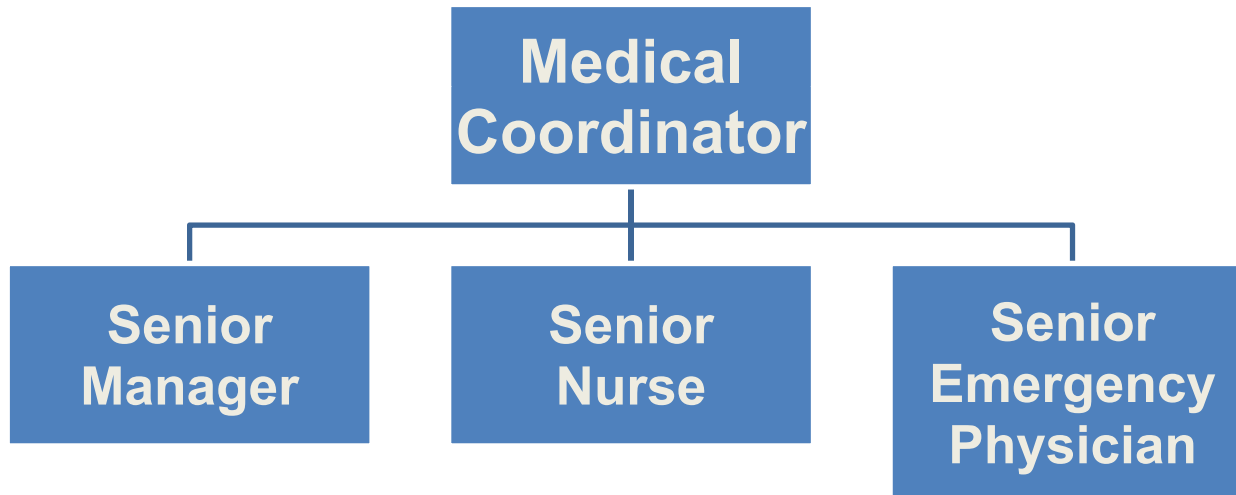 Medical
Coordinator
Senior
Manager
Senior
Nurse
Senior
Emergency
Physician